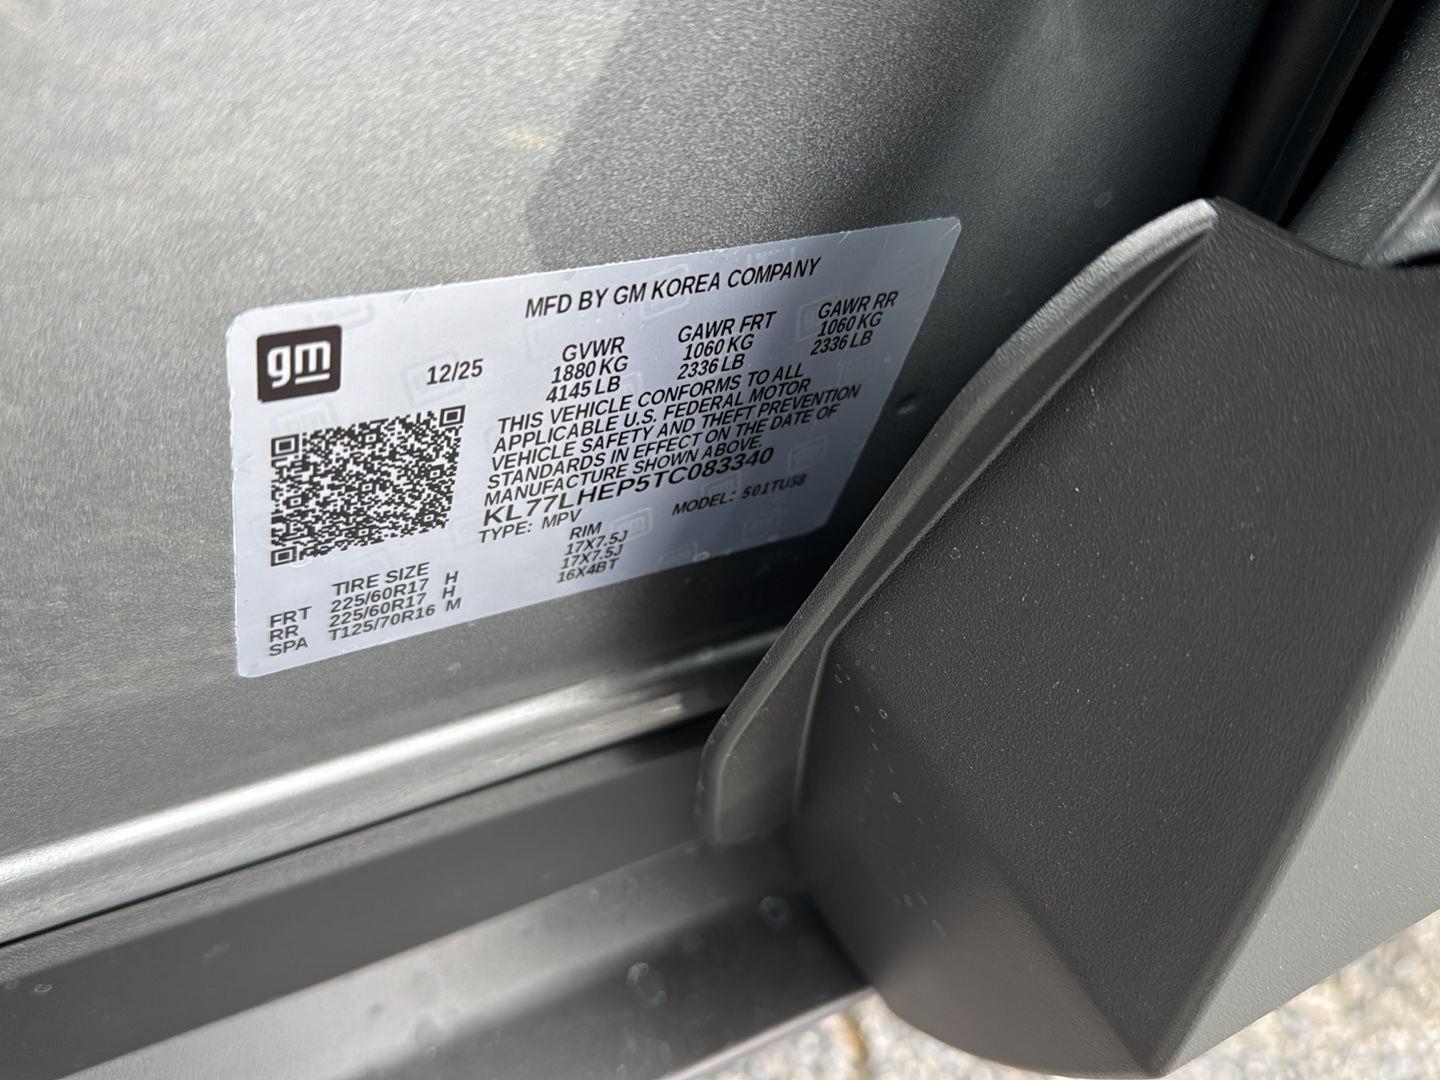 MFD BY GM KOREA COMPANY
gm
12/25
GVWR
1880 KG
4145 LB
GAWR FRT
1060 KG
2336 LB
GAWR RR
1060 KG
2336 LB
THIS VEHICLE CONFORMS TO ALL
APPLICABLE U.S. FEDERAL MOTOR
VEHICLE SAFETY AND THEFT PREVENTION
STANDARDS IN EFFECT ON THE DATE OF
MANUFACTURE SHOWN ABOVE.
KL77LHEP5TC083340
TYPE: MPV
MODEL: 501TU58
TIRE SIZE
RIM
FRT 225/60R17 H 17X7.5J
RR 225/60R17 H 17X7.5J
SPA T125/70R16 M 16X4BT